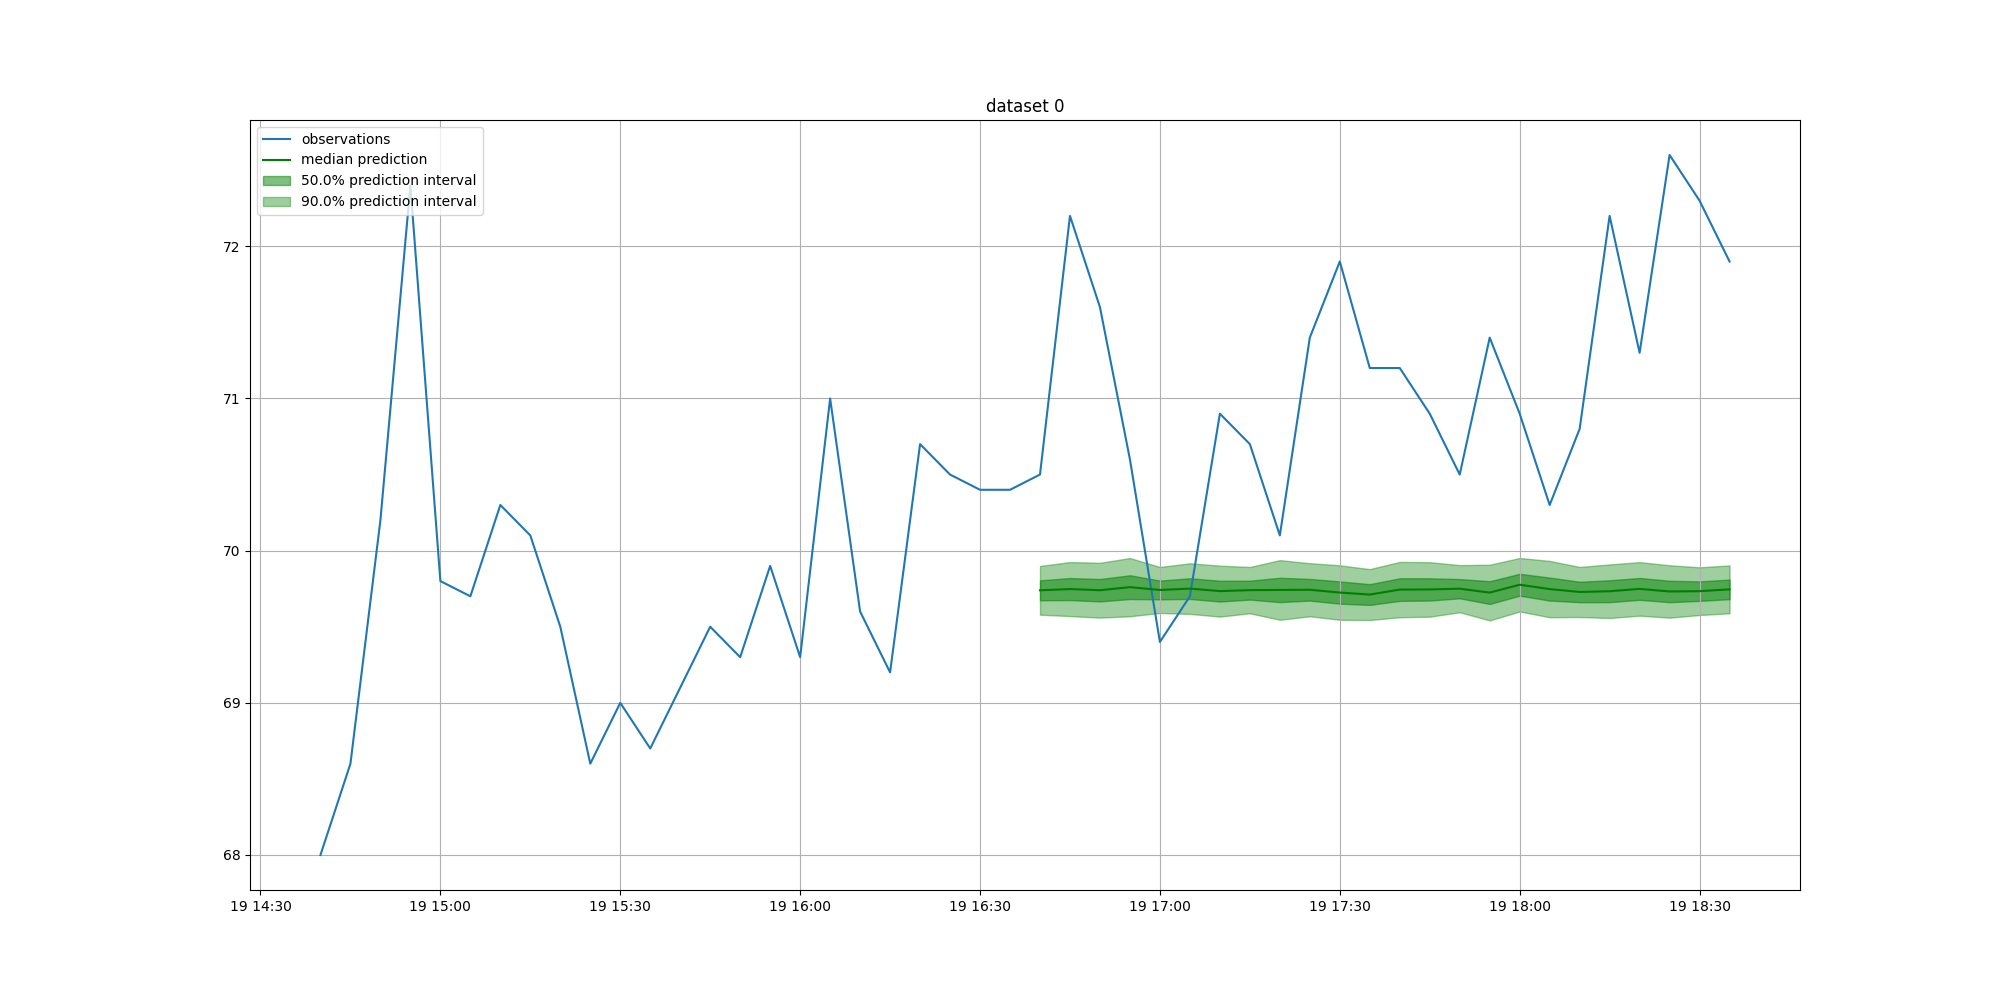 dataset 0
observations
median prediction
50.0% prediction interval
90.0% prediction interval
72
71
70
69
68
19 14:30 19 15:00 19 15:30 19 16:00 19 16:30 19 17:00 19 17:30 19 18:00 19 18:30